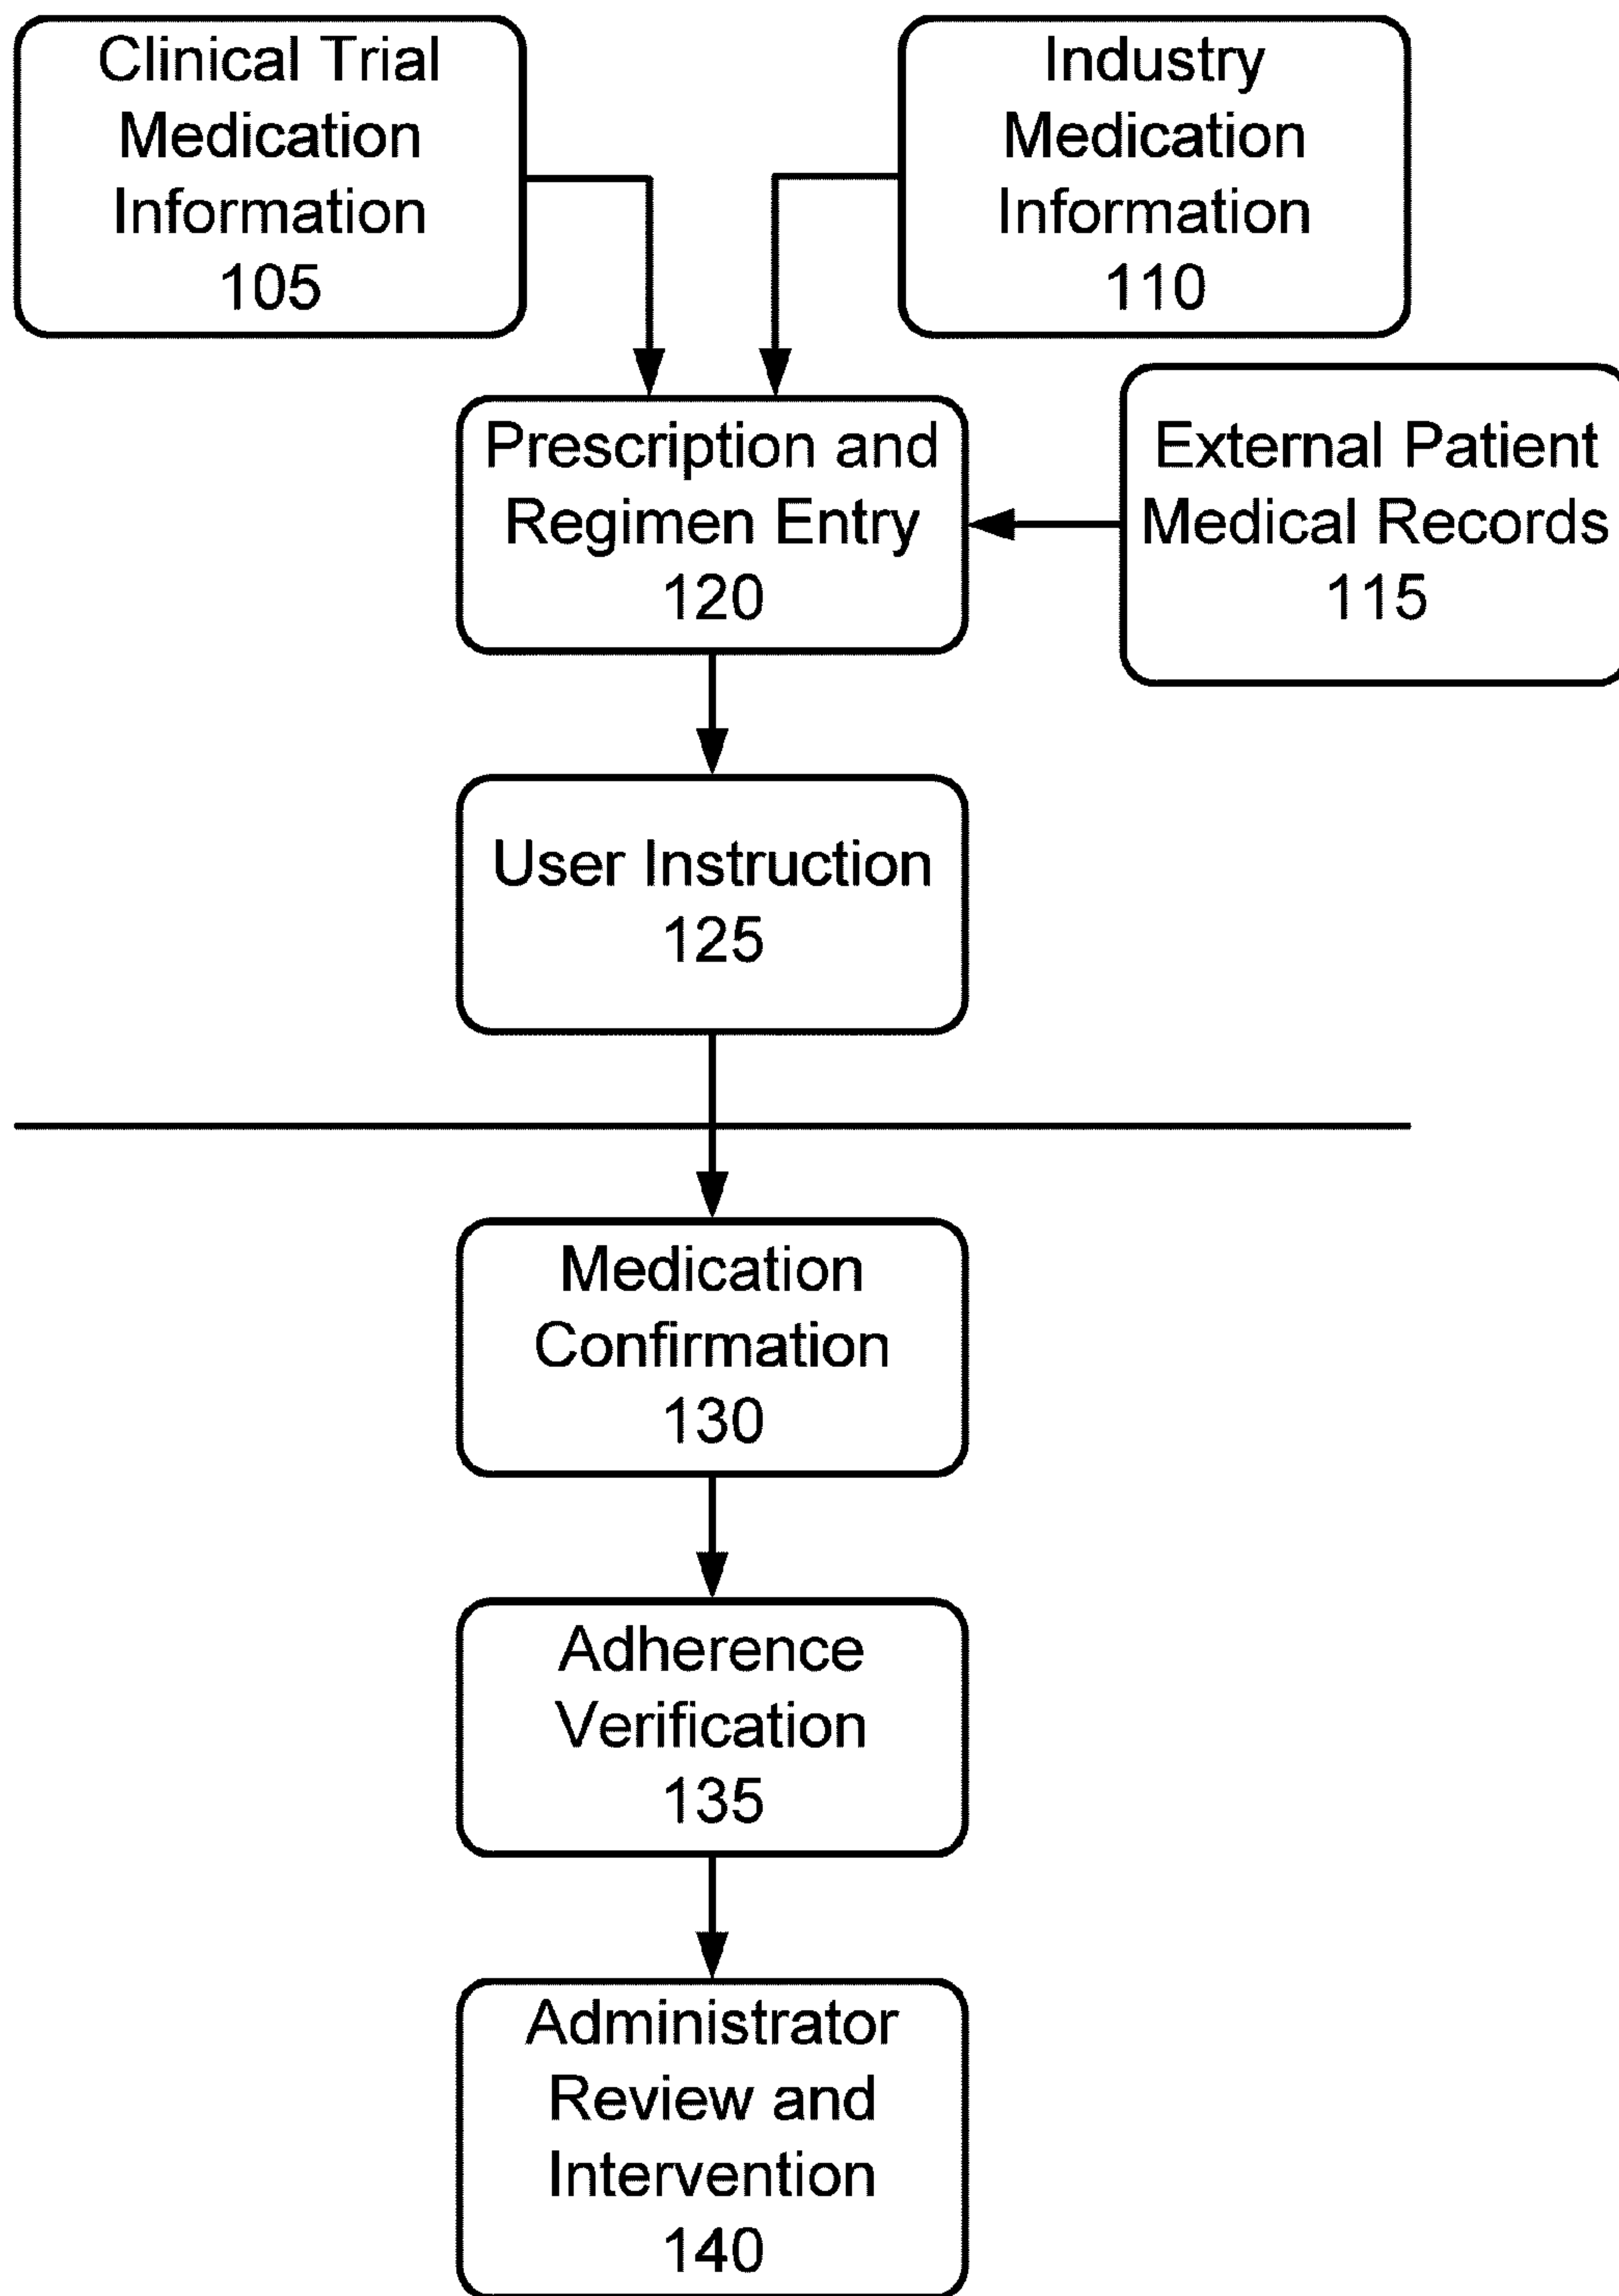 Clinical Trial
Medication
Information
105
Industry
Medication
Information
110
Prescription and
Regimen Entry
120
External Patient
Medical Records
115
User Instruction
125
Medication
Confirmation
130
Adherence
Verification
135
Administrator
Review and
Intervention
140